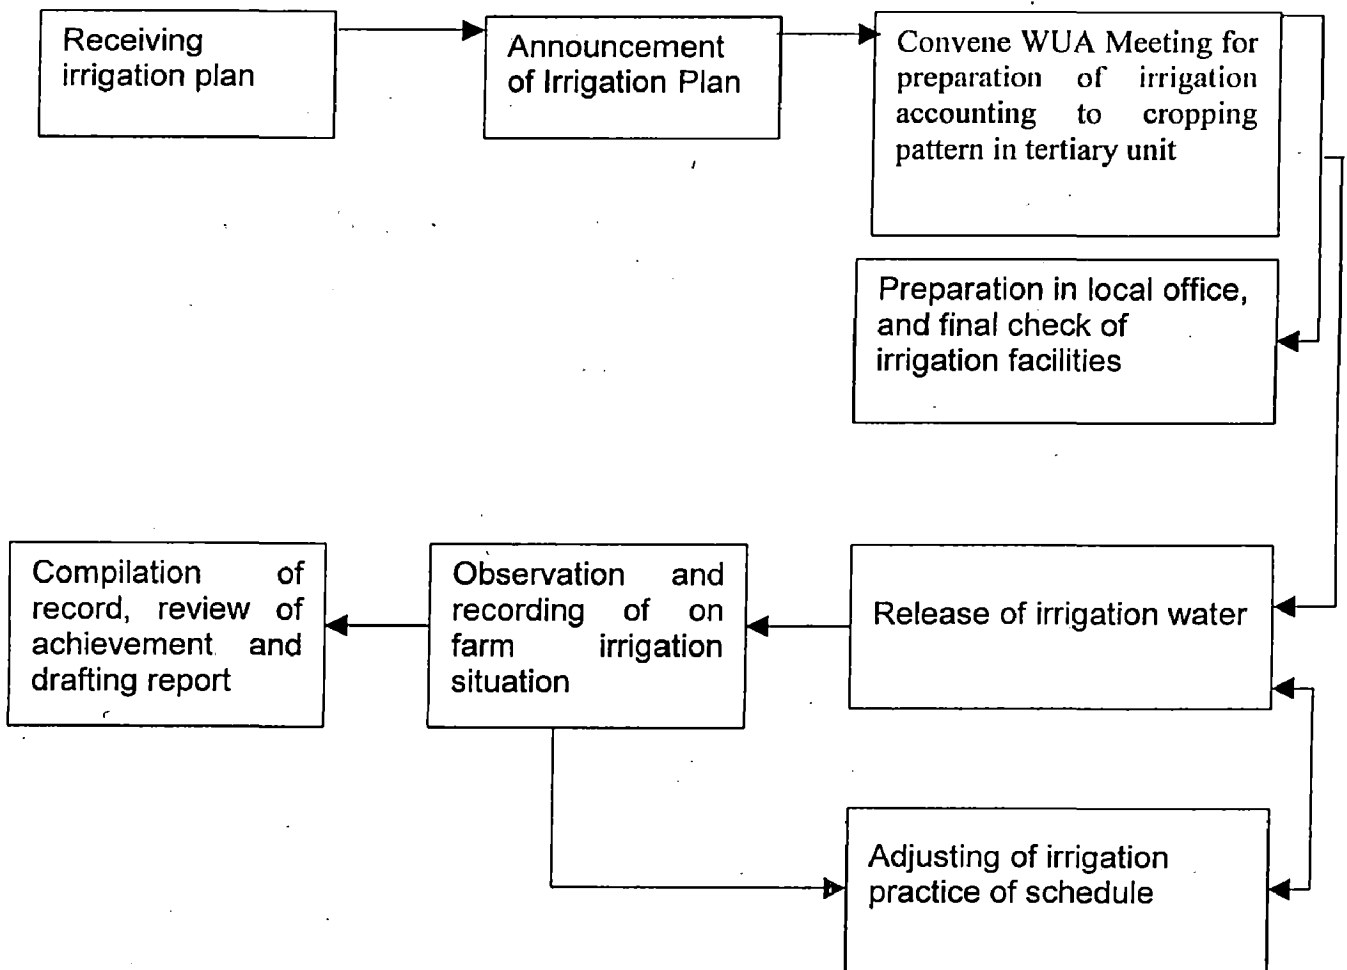 Receiving
irrigation plan
Announcement
of Irrigation Plan
Convene WUA Meeting for
preparation of irrigation
accounting to cropping
pattern in tertiary unit
Preparation in local office,
and final check of
irrigation facilities
Compilation of
record, review of
achievement and
drafting report
Observation and
recording of on
farm irrigation
situation
Release of irrigation water
Adjusting of irrigation
practice of schedule